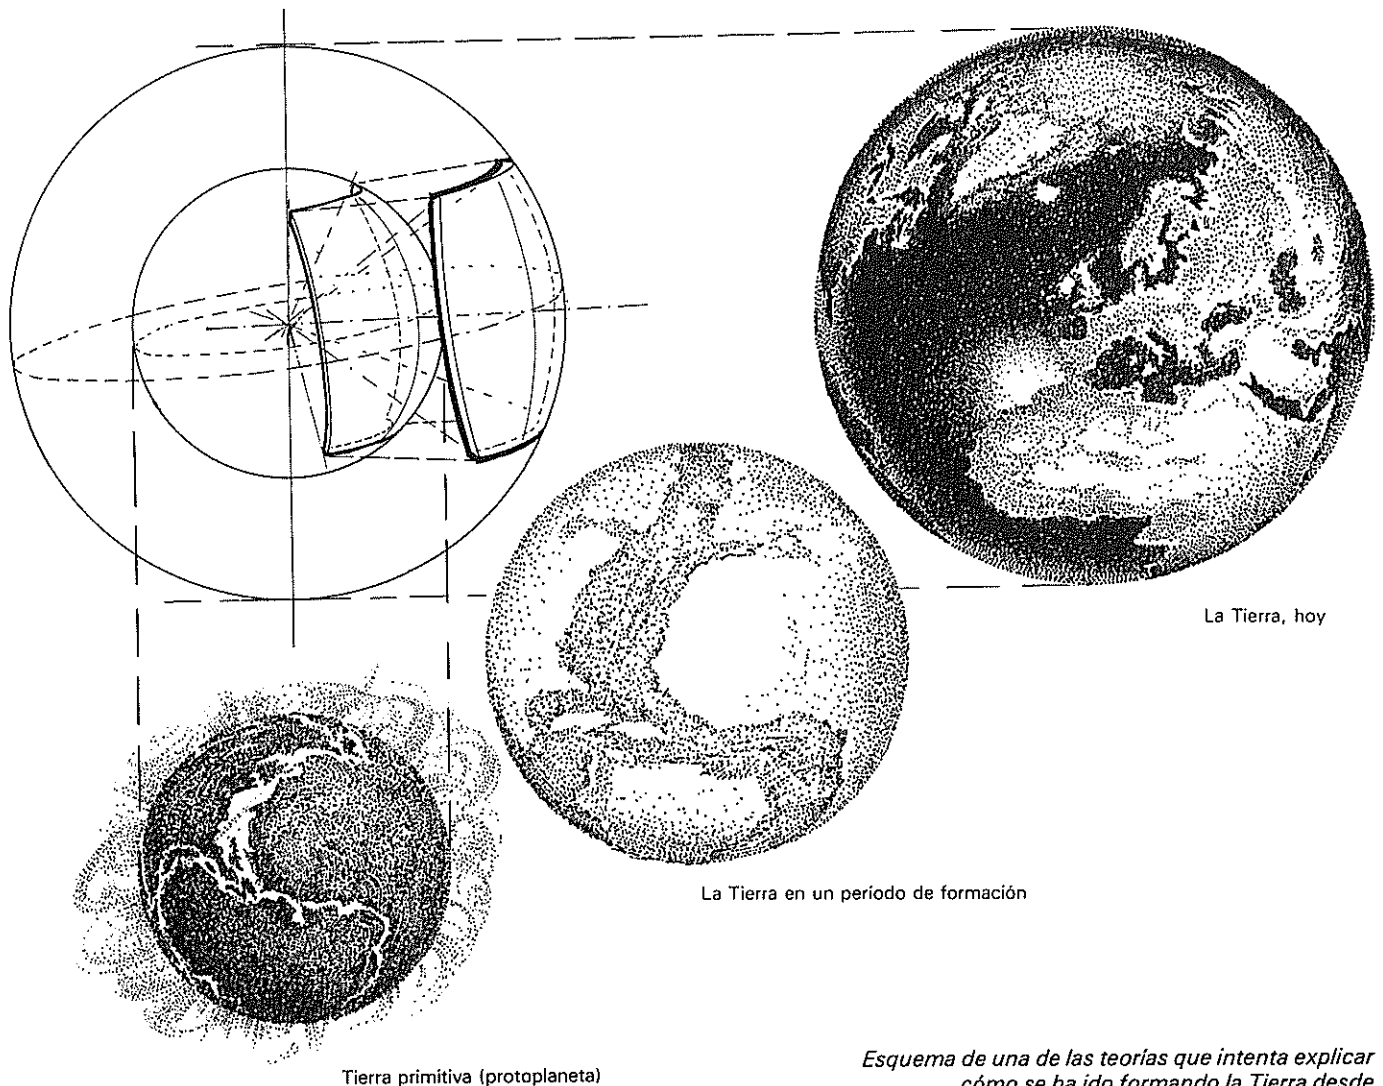 La Tierra, hoy
La Tierra en un período de formación
Tierra primitiva (protoplaneta)
Esquema de una de las teorías que intenta explicar
cómo se ha ido formando la Tierra desde